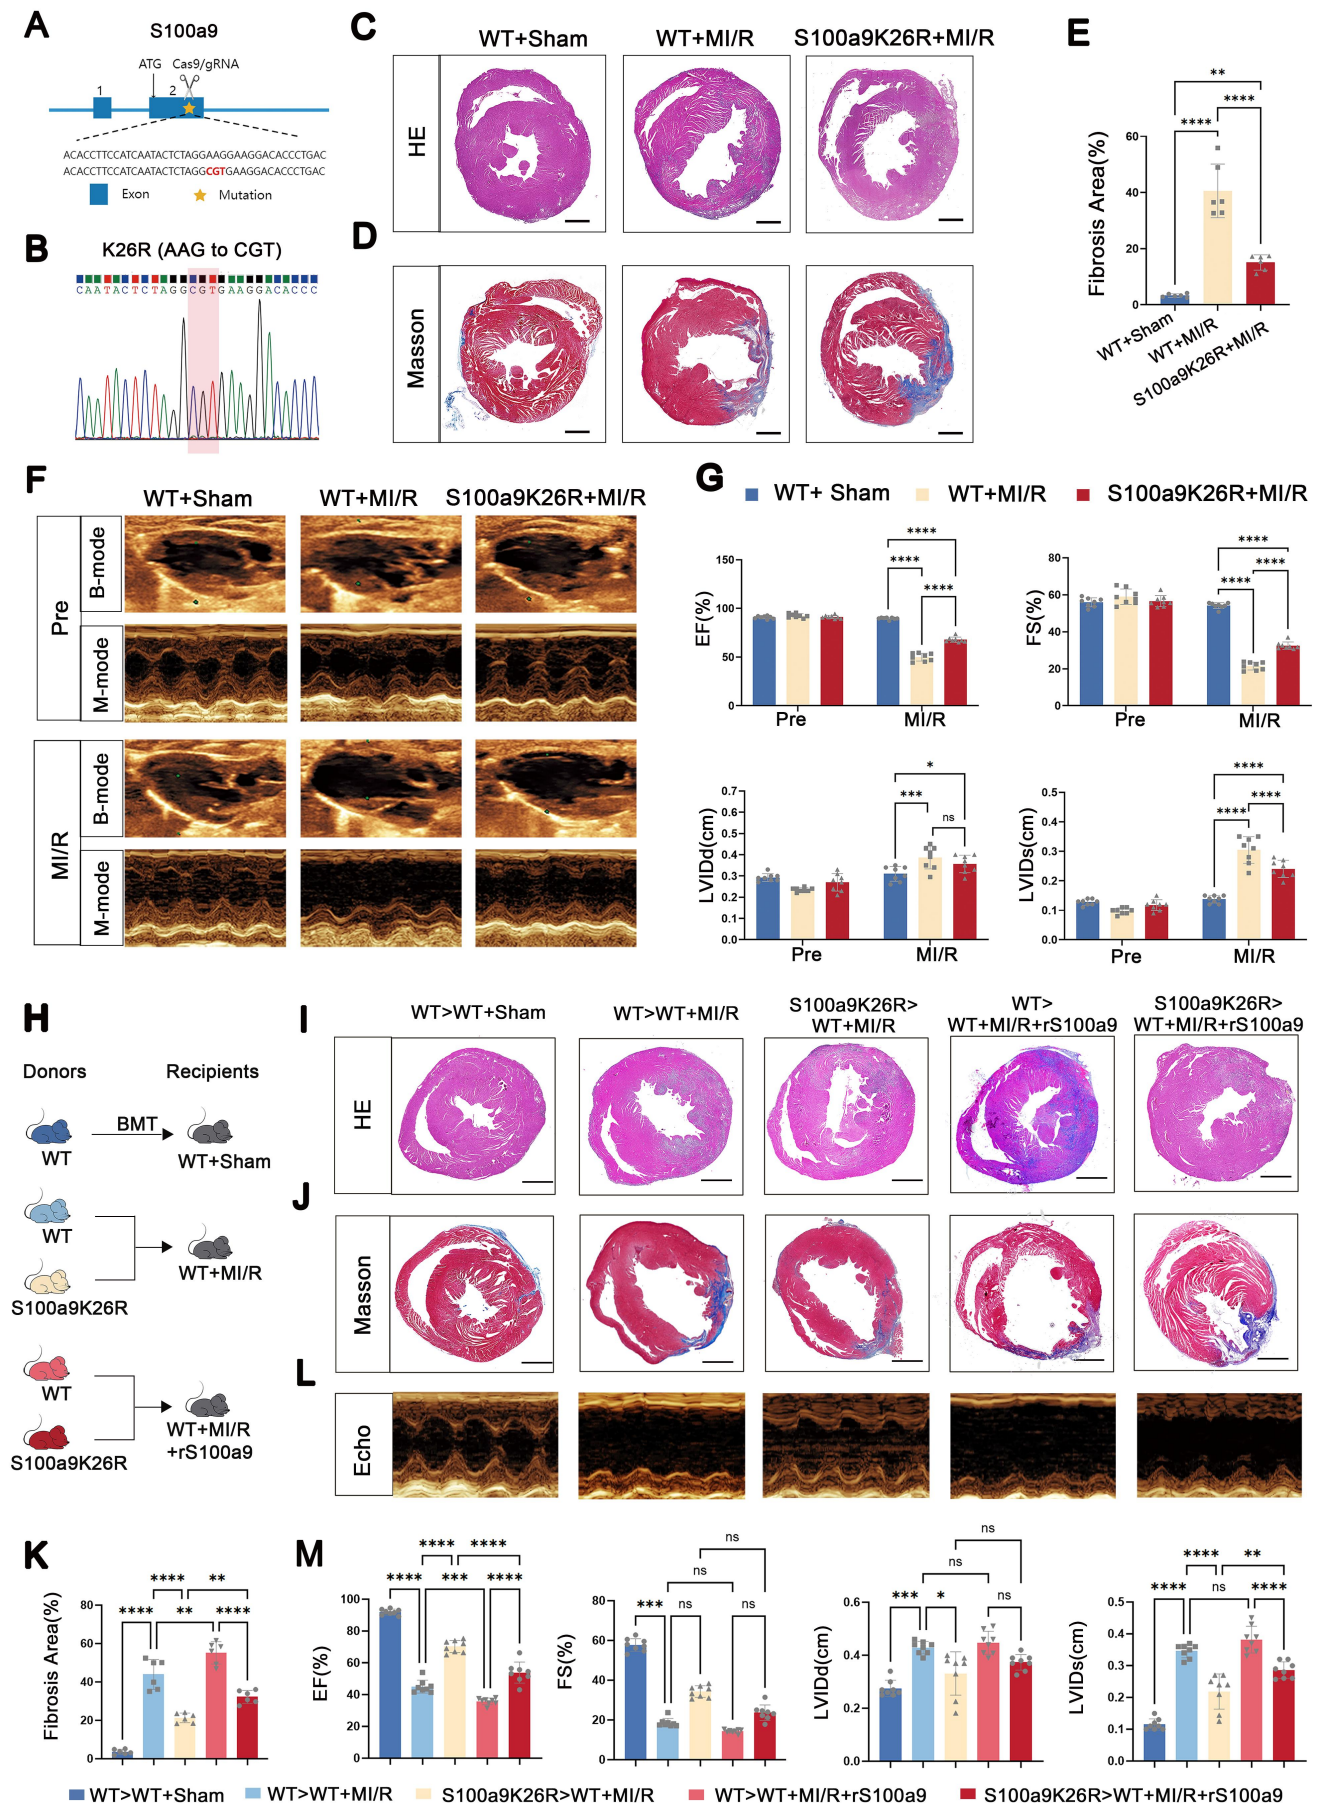 A
S100a9
ATG
Cas9/gRNA
1
2
ACACCTTCCATCAATACTCTAGGAAGGAAGGACACCCTGAC
ACACCTTCCATCAATACTCTAGGCGTGAAGGACACCCTGAC
Exon
Mutation
B
K26R (AAG to CGT)
CAATACTCTAGGCGTGAAGGACACCC
C
WT+Sham
WT+MI/R
S100a9K26R+MI/R
HE
D
Masson
E
**
****
****
Fibrosis Area(%)
60
40
20
0
WT+Sham
WT+MI/R
S100a9K26R+MI/R
F
WT+Sham
WT+MI/R
S100a9K26R+MI/R
Pre
B-mode
M-mode
MI/R
B-mode
M-mode
G
WT+ Sham
WT+MI/R
S100a9K26R+MI/R
****
****
****
EF(%)
150
100
50
0
Pre
MI/R
****
****
****
FS(%)
80
60
40
20
0
Pre
MI/R
*
***
ns
LVIDd(cm)
0.7
0.6
0.5
0.4
0.3
0.2
0.1
0.0
Pre
MI/R
****
****
****
LVIDs(cm)
0.5
0.4
0.3
0.2
0.1
0.0
Pre
MI/R
H
Donors
Recipients
BMT
WT
WT+Sham
WT
WT+MI/R
S100a9K26R
WT
WT+MI/R
+rS100a9
S100a9K26R
I
WT>WT+Sham
WT>WT+MI/R
S100a9K26R>
WT+MI/R
WT>
WT+MI/R+rS100a9
S100a9K26R>
WT+MI/R+rS100a9
HE
J
Masson
L
Echo
K
****
**
****
**
****
Fibrosis Area(%)
80
60
40
20
0
M
****
****
****
***
****
EF(%)
100
80
60
40
20
0
ns
ns
***
ns
ns
FS(%)
80
60
40
20
0
ns
ns
***
*
ns
LVIDd(cm)
0.6
0.4
0.2
0.0
****
**
****
ns
****
LVIDs(cm)
0.5
0.4
0.3
0.2
0.1
0.0
WT>WT+Sham
WT>WT+MI/R
S100a9K26R>WT+MI/R
WT>WT+MI/R+rS100a9
S100a9K26R>WT+MI/R+rS100a9